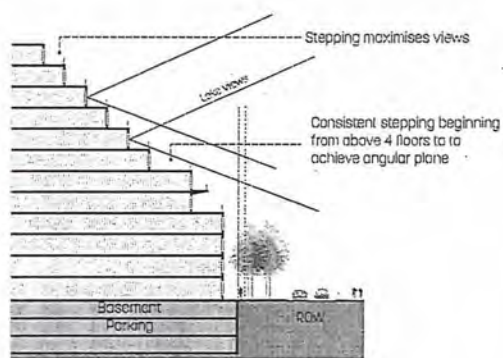 Stepping maximises views
Lake Views
Consistent stepping beginning
from above 4 floors to to
achieve angular plane
Basement
Parking
ROW